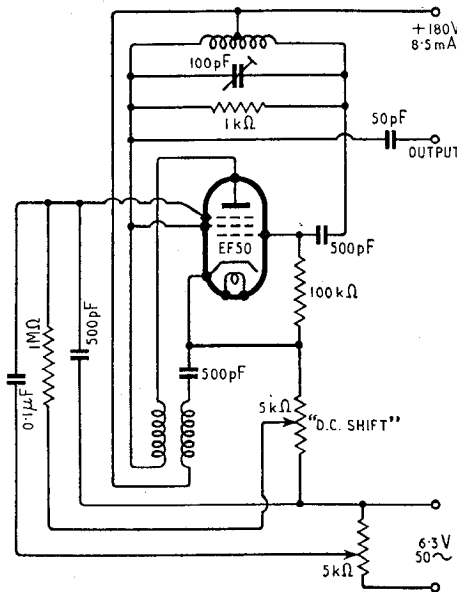 +180V
8.5mA
100pF
1kΩ
50pF
OUTPUT
EF50
500pF
100kΩ
500pF
1MΩ
0.1μF
500pF
5kΩ
"D.C. SHIFT"
6.3V
50~
5kΩ